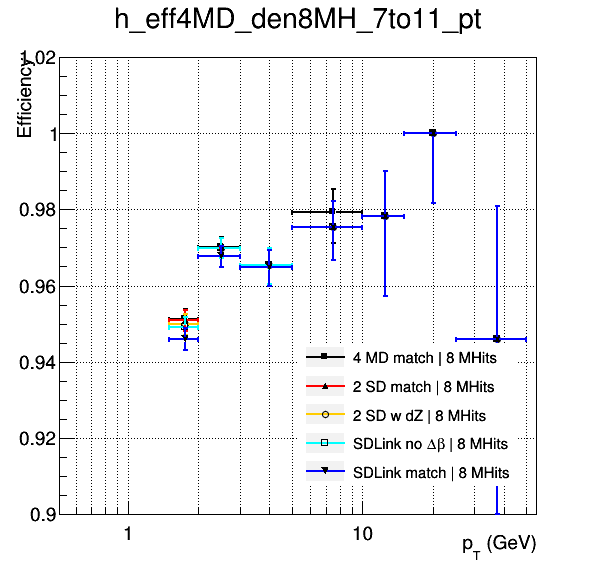 h_eff4MD_den8MH_7to11_pt
Efficiency
1.02
1
0.98
0.96
0.94
0.92
0.9
4 MD match | 8 MHits
2 SD match | 8 MHits
2 SD w dZ | 8 MHits
SDLink no Δβ | 8 MHits
SDLink match | 8 MHits
1
10
p_T (GeV)